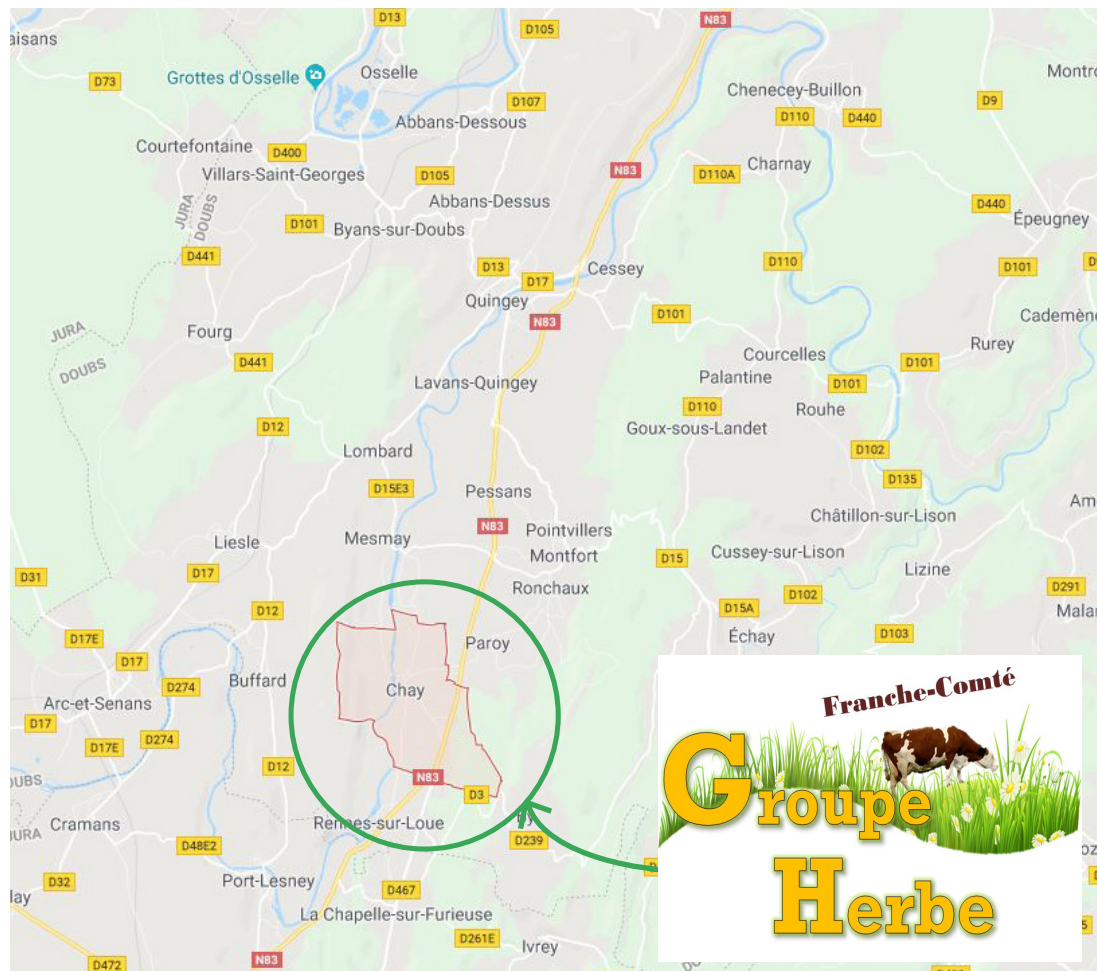 D13
N83
aisans
D105
Osselle
Grottes d'Osselle
Montro
D73
Chenecey-Buillon
D107
D9
Abbans-Dessous
D110
D440
Courtefontaine
D400
Charnay
Villars-Saint-Georges
D105
N83
D110A
Abbans-Dessus
D440
JURA
DOUBS
D101
Byans-sur-Doubs
Épeugney
D441
D13
Cessey
D110
D101
D17
Quingey
D101
N83
Cademène
JURA
Fourg
Rurey
DOUBS
D441
Courcelles
D101
Palantine
Lavans-Quingey
D101
D110
Rouhe
D12
Goux-sous-Landet
Lombard
D102
D135
D15E3
Pessans
Am
N83
Châtillon-sur-Lison
Pointvillers
Mesmay
Liesle
Montfort
D15
Cussey-sur-Lison
Lizine
D31
D17
Ronchaux
D291
D12
D15A
D102
Malan
D17E
Échay
D103
Paroy
D17
Buffard
D274
Chay
Arc-et-Senans
D17
D17E
D274
D12
N83
DOUBS
D3
Cramans
Rennes-sur-Loue
JURA
D239
D48E2
D32
Port-Lesney
D467
lay
La Chapelle-sur-Furieuse
D261E
Ivrey
N83
D472
Franche-Comté
Groupe
Herbe